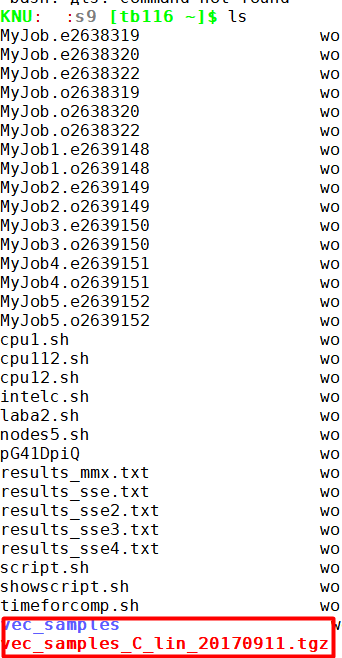 KNU: :s9 [tb116 ~]$ ls
MyJob.e2638319 wo
MyJob.e2638320 wo
MyJob.e2638322 wo
MyJob.o2638319 wo
MyJob.o2638320 wo
MyJob.o2638322 wo
MyJob1.e2639148 wo
MyJob1.o2639148 wo
MyJob2.e2639149 wo
MyJob2.o2639149 wo
MyJob3.e2639150 wo
MyJob3.o2639150 wo
MyJob4.e2639151 wo
MyJob4.o2639151 wo
MyJob5.e2639152 wo
MyJob5.o2639152 wo
cpu1.sh wo
cpu112.sh wo
cpu12.sh wo
intelc.sh wo
laba2.sh wo
nodes5.sh wo
pG41DpiQ wo
results_mmx.txt wo
results_sse.txt wo
results_sse2.txt wo
results_sse3.txt wo
results_sse4.txt wo
script.sh wo
showscript.sh wo
timeforcomp.sh wo
vec_samples w
vec_samples_C_lin_20170911.tgz